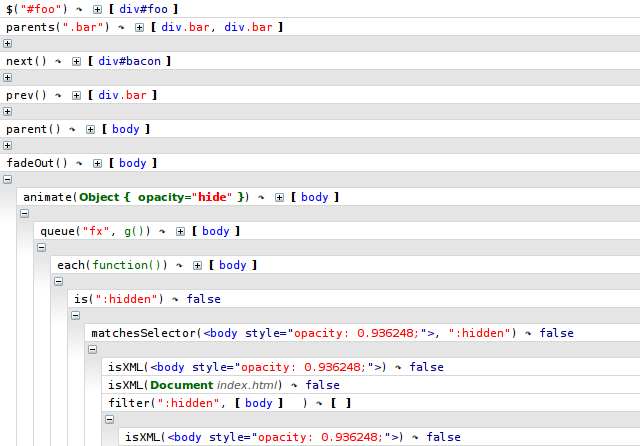 $("#foo") ↷ [ div#foo ]
parents(".bar") ↷ [ div.bar, div.bar ]
next() ↷ [ div#bacon ]
prev() ↷ [ div.bar ]
parent() ↷ [ body ]
fadeOut() ↷ [ body ]
animate(Object { opacity="hide" }) ↷ [ body ]
queue("fx", g()) ↷ [ body ]
each(function()) ↷ [ body ]
is(":hidden") ↷ false
matchesSelector(<body style="opacity: 0.936248;">, ":hidden") ↷ false
isXML(<body style="opacity: 0.936248;">) ↷ false
isXML(Document index.html) ↷ false
filter(":hidden", [ body ] ) ↷ [ ]
isXML(<body style="opacity: 0.936248;">) ↷ false